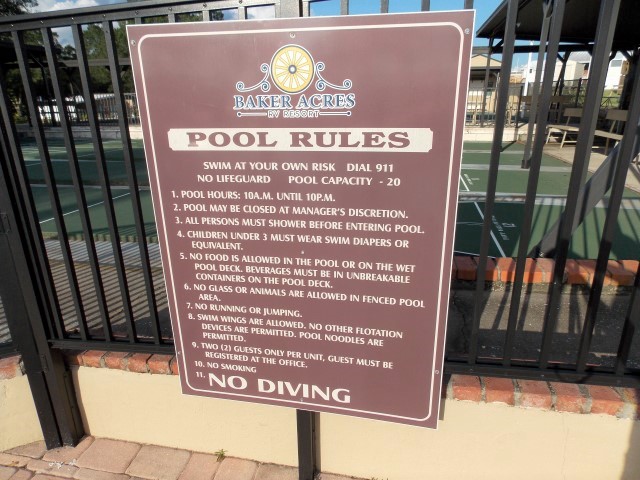 BAKER ACRES
RV RESORT
POOL RULES
SWIM AT YOUR OWN RISK DIAL 911
NO LIFEGUARD POOL CAPACITY - 20
1. POOL HOURS: 10A.M. UNTIL 10P.M.
2. POOL MAY BE CLOSED AT MANAGER'S DISCRETION.
3. ALL PERSONS MUST SHOWER BEFORE ENTERING POOL.
4. CHILDREN UNDER 3 MUST WEAR SWIM DIAPERS OR
EQUIVALENT.
5. NO FOOD IS ALLOWED IN THE POOL OR ON THE WET
POOL DECK. BEVERAGES MUST BE IN UNBREAKABLE
CONTAINERS ON THE POOL DECK.
6. NO GLASS OR ANIMALS ARE ALLOWED IN FENCED POOL
AREA.
7. NO RUNNING OR JUMPING.
8. SWIM WINGS ARE ALLOWED. NO OTHER FLOTATION
DEVICES ARE PERMITTED. POOL NOODLES ARE
PERMITTED.
9. TWO (2) GUESTS ONLY PER UNIT, GUEST MUST BE
REGISTERED AT THE OFFICE.
10. NO SMOKING
11. NO DIVING